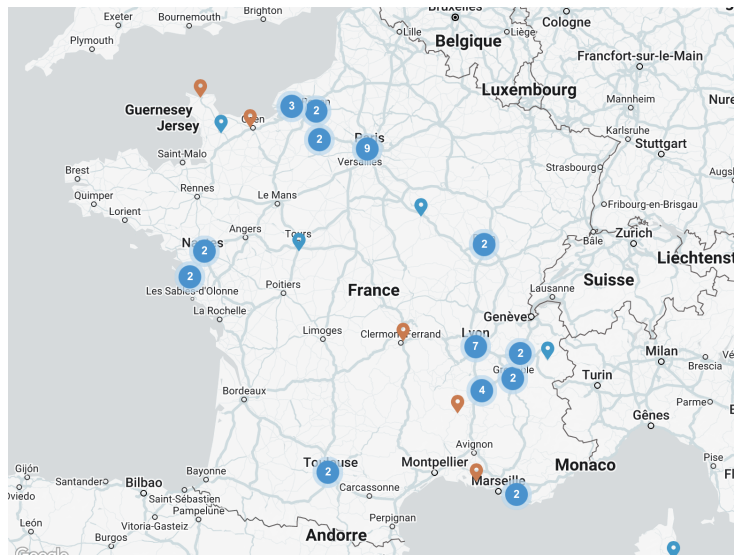 Exeter
Bournemouth
Brighton
Plymouth
Bruxelles
Lille
Liège
Cologne
Belgique
Francfort-sur-le-Main
Luxembourg
Mannheim
Guernesey
Jersey
3
2
2
9
Paris
Versailles
Karlsruhe
Stuttgart
Saint-Malo
Brest
Quimper
Rennes
Le Mans
Strasbourg
Lorient
Fribourg-en-Brisgau
Angers
Tours
2
2
Bâle
Zurich
Liechtenst
2
Les Sables-d'Olonne
Poitiers
France
Suisse
Lausanne
La Rochelle
Genève
Limoges
Clermont-Ferrand
Lyon
7
2
Milan
Brescia
2
4
Turin
Bordeaux
Parme
Gênes
Avignon
Toulouse
2
Montpellier
Monaco
Pise
Gijón
Santander
Bilbao
Bayonne
Saint-Sébastien
Carcassonne
Marseille
2
Oviedo
Pampelune
León
Vitoria-Gasteiz
Burgos
Perpignan
Andorre
Google